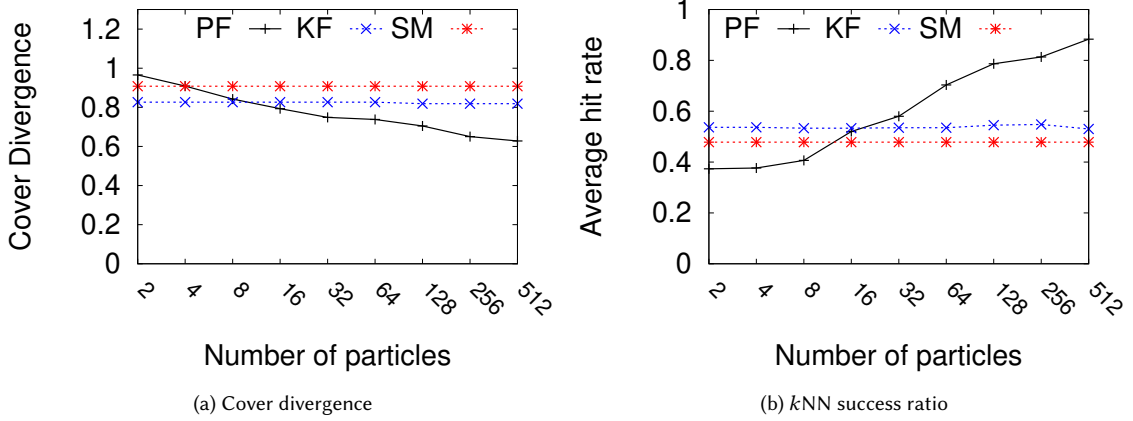 PF KF SM
1.2
1
0.8
0.6
0.4
0.2
0
Cover Divergence
2 4 8 16 32 64 128 256 512
Number of particles
(a) Cover divergence
PF KF SM
1
0.8
0.6
0.4
0.2
0
Average hit rate
2 4 8 16 32 64 128 256 512
Number of particles
(b) kNN success ratio